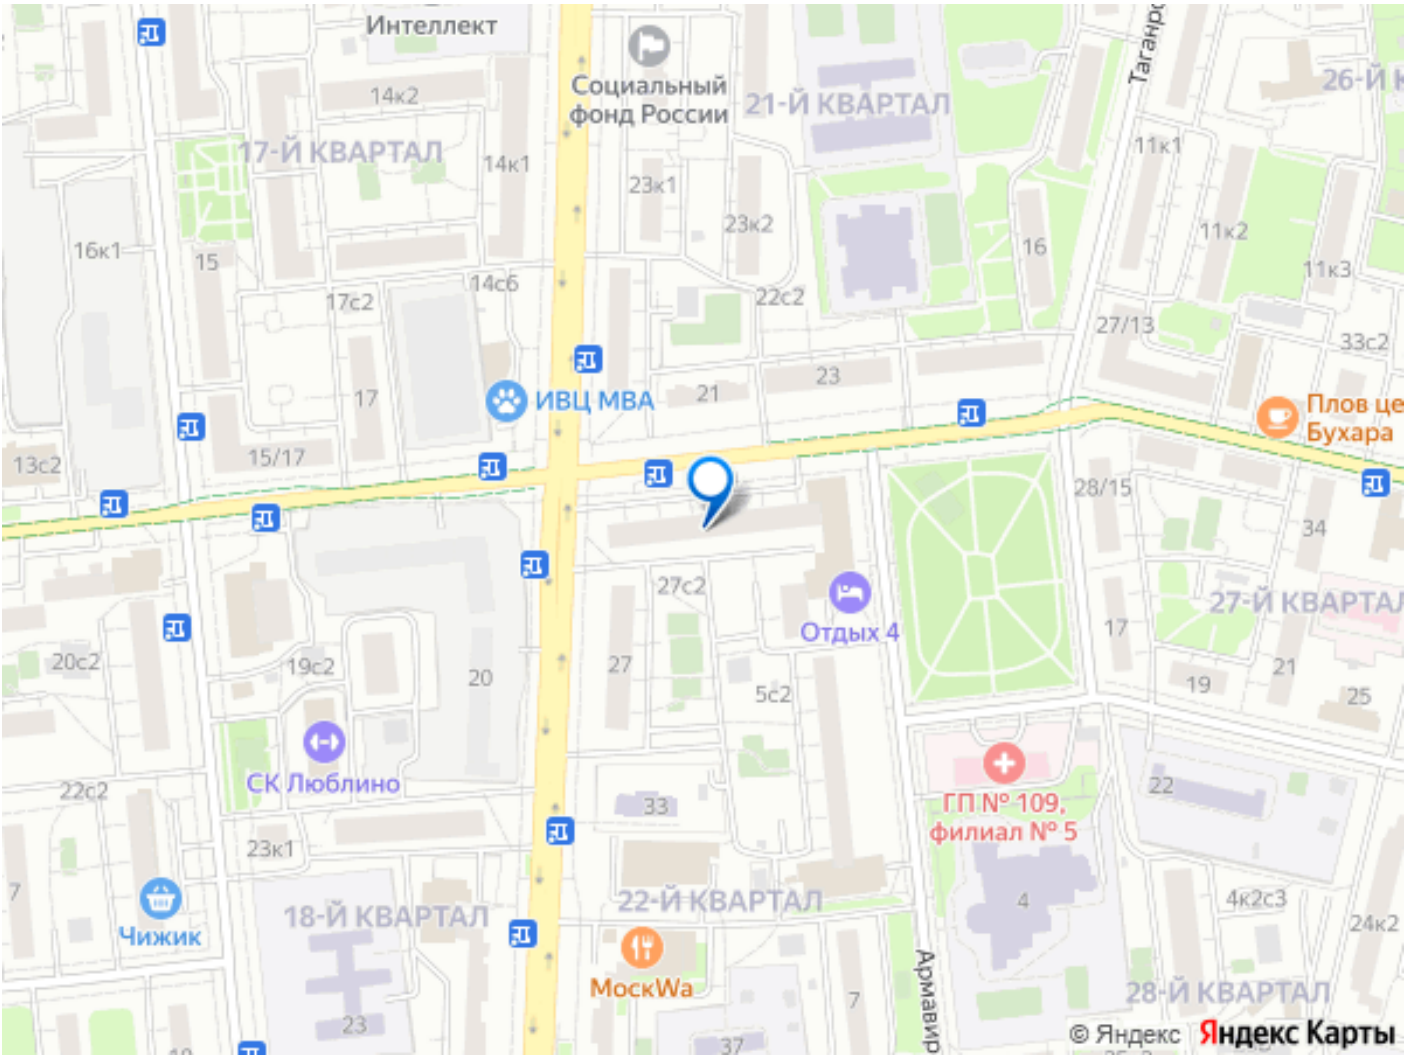 Интеллект
Социальный
фонд России
21-Й КВАРТАЛ
26-Й К
Таганро
14к2
17-Й КВАРТАЛ
14к1
23к1
11к1
23к2
11к2
16к1
15
16
11к3
17с2
14с6
22с2
27/13
33с2
17
21
23
ИВЦ МВА
Плов це
Бухара
13с2
15/17
28/15
34
27с2
27-Й КВАРТАЛ
Отдых 4
17
20с2
19с2
20
27
5с2
21
19
25
СК Люблино
22с2
33
ГП № 109,
филиал № 5
22
23к1
7
Чижик
18-Й КВАРТАЛ
22-Й КВАРТАЛ
4
4к2с3
24к2
МоскWa
7
Армавир
28-Й КВАРТАЛ
23
37
© Яндекс Яндекс Карты